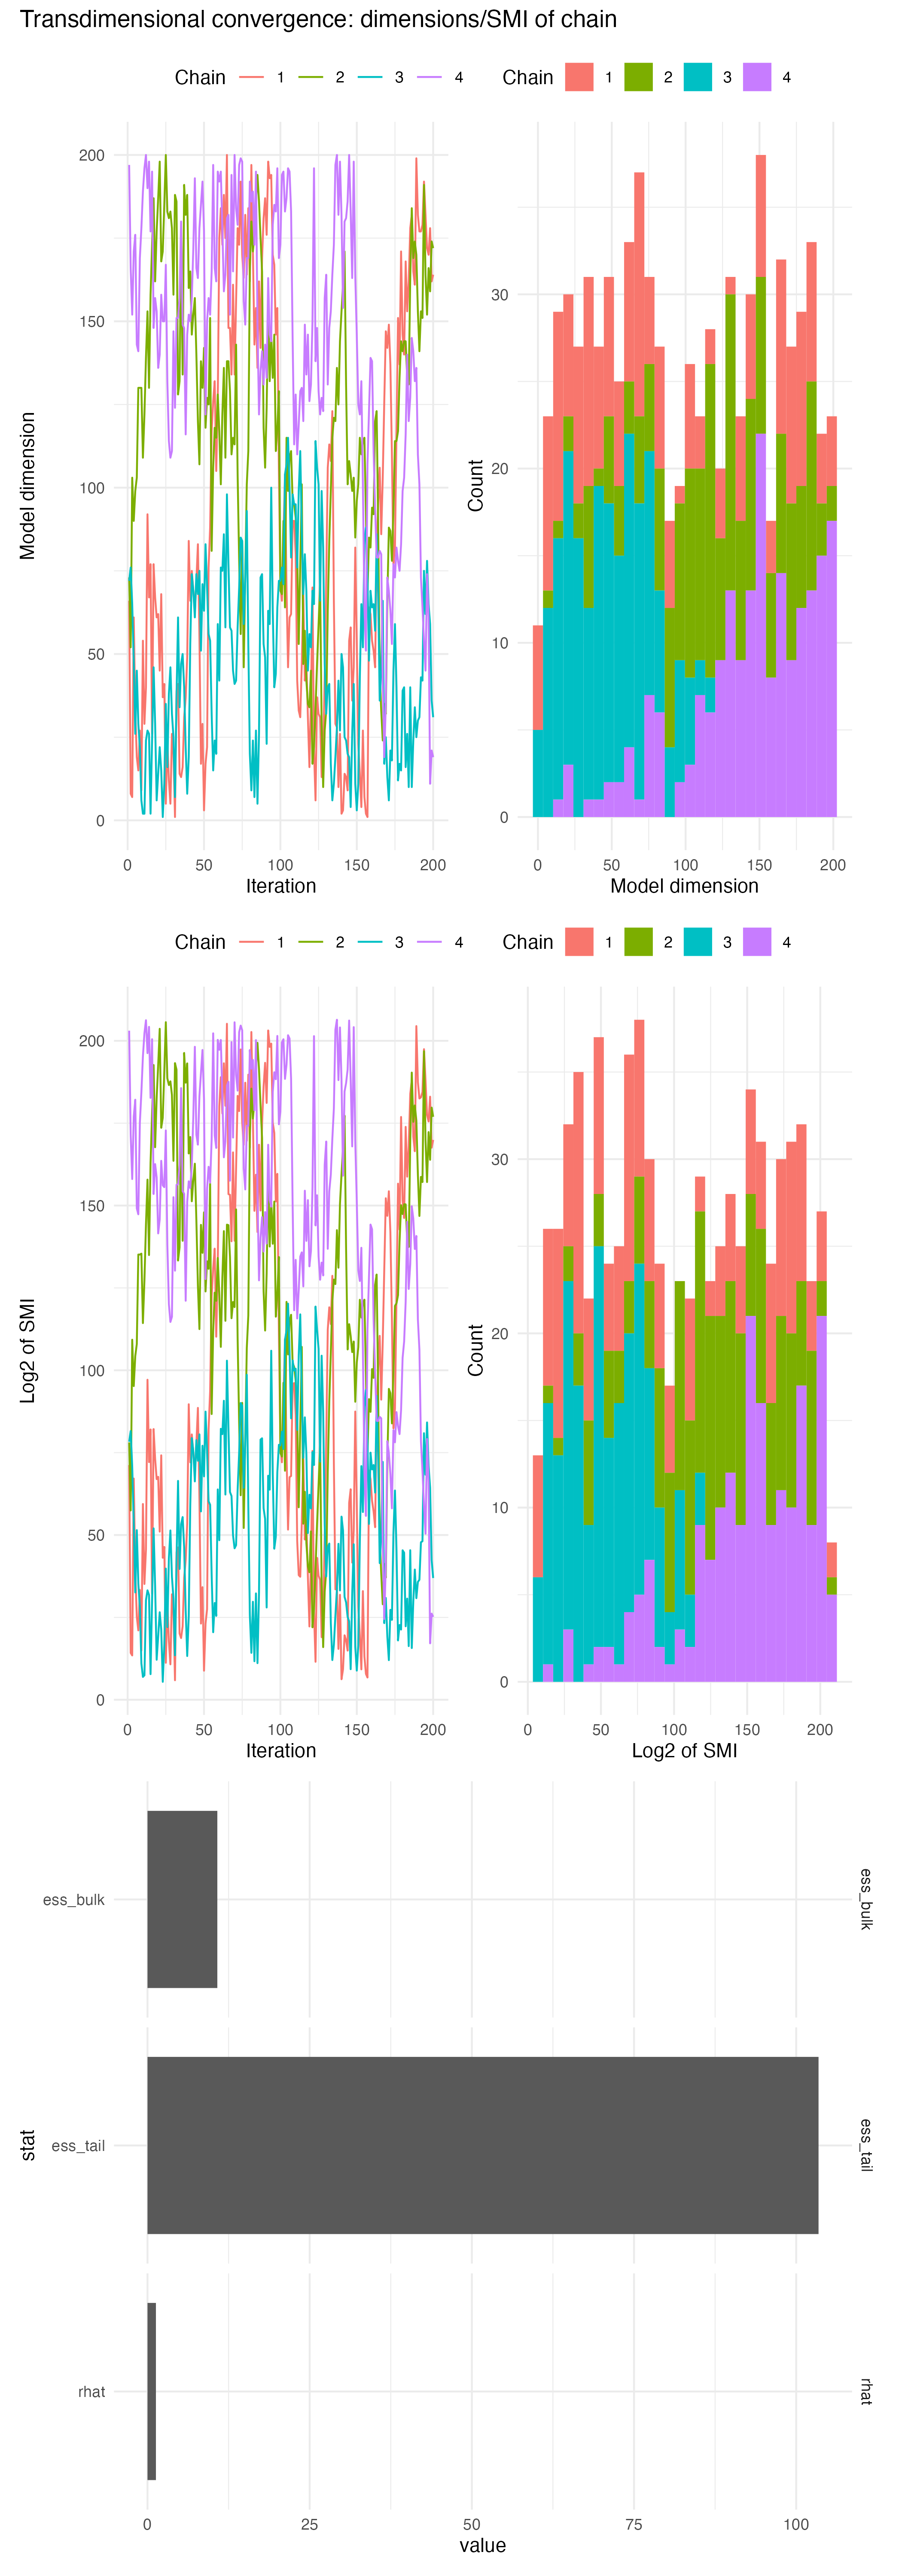 Transdimensional convergence: dimensions/SMI of chain
Chain 1 2 3 4
Chain 1 2 3 4
200
150
100
50
0
Model dimension
0 50 100 150 200
Iteration
30
20
10
0
Count
0 50 100 150 200
Model dimension
Chain 1 2 3 4
Chain 1 2 3 4
200
150
100
50
0
Log2 of SMI
0 50 100 150 200
Iteration
30
20
10
0
Count
0 50 100 150 200
Log2 of SMI
stat
ess_bulk
ess_bulk
ess_tail
ess_tail
rhat
rhat
0 25 50 75 100
value